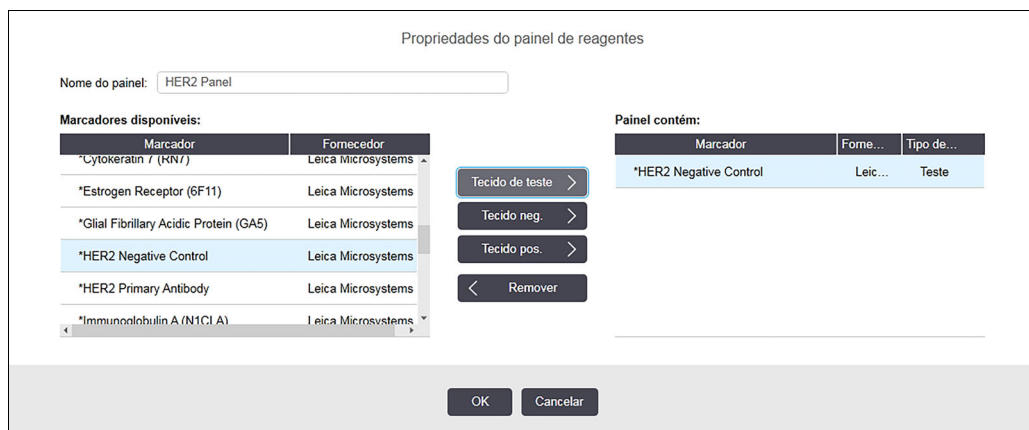 Propriedades do painel de reagentes
Nome do painel: HER2 Panel
Marcadores disponíveis:
Marcador Fornecedor
*Cytokeratin 7 (RN7) Leica Microsystems
*Estrogen Receptor (6F11) Leica Microsystems
*Glial Fibrillary Acidic Protein (GA5) Leica Microsystems
*HER2 Negative Control Leica Microsystems
*HER2 Primary Antibody Leica Microsystems
*Immunoglobulin A (N1CLA) Leica Microsystems
Tecido de teste
Tecido neg.
Tecido pos.
Remover
Painel contém:
Marcador Forne... Tipo de...
*HER2 Negative Control Leic... Teste
OK Cancelar